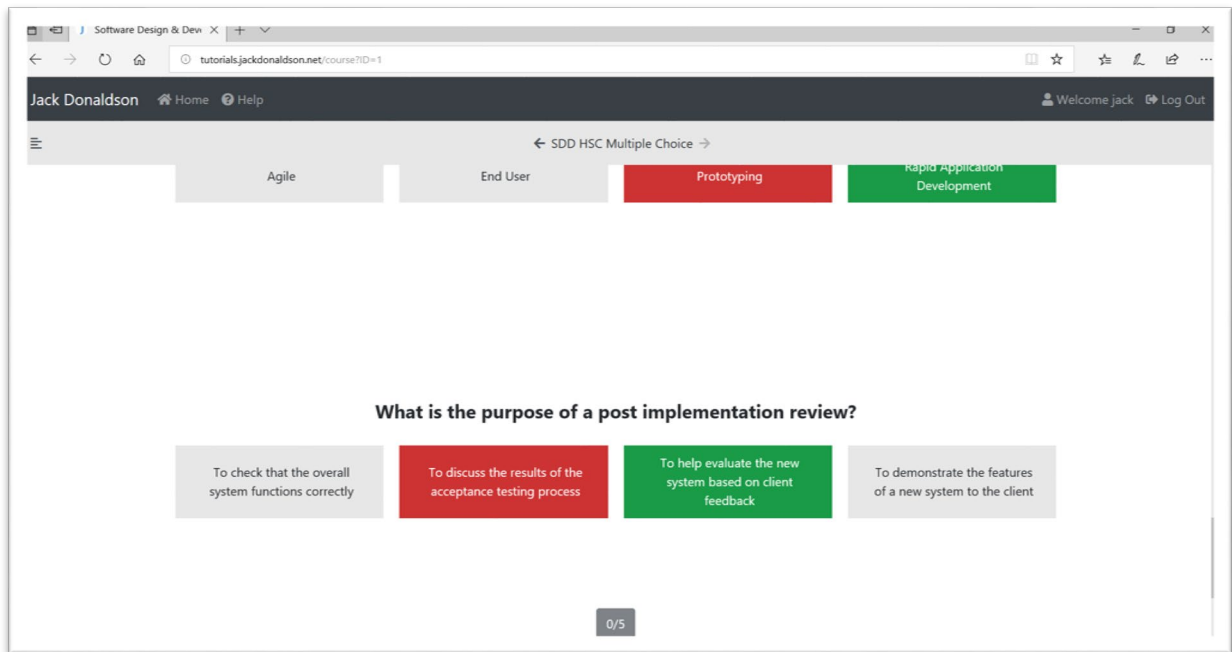 Software Design & Dev
tutorials.jackdonaldson.net/course?ID=1
Jack Donaldson Home Help Welcome jack Log Out
SDD HSC Multiple Choice
Agile
End User
Prototyping
Rapid Application
Development
What is the purpose of a post implementation review?
To check that the overall
system functions correctly
To discuss the results of the
acceptance testing process
To help evaluate the new
system based on client
feedback
To demonstrate the features
of a new system to the client
0/5